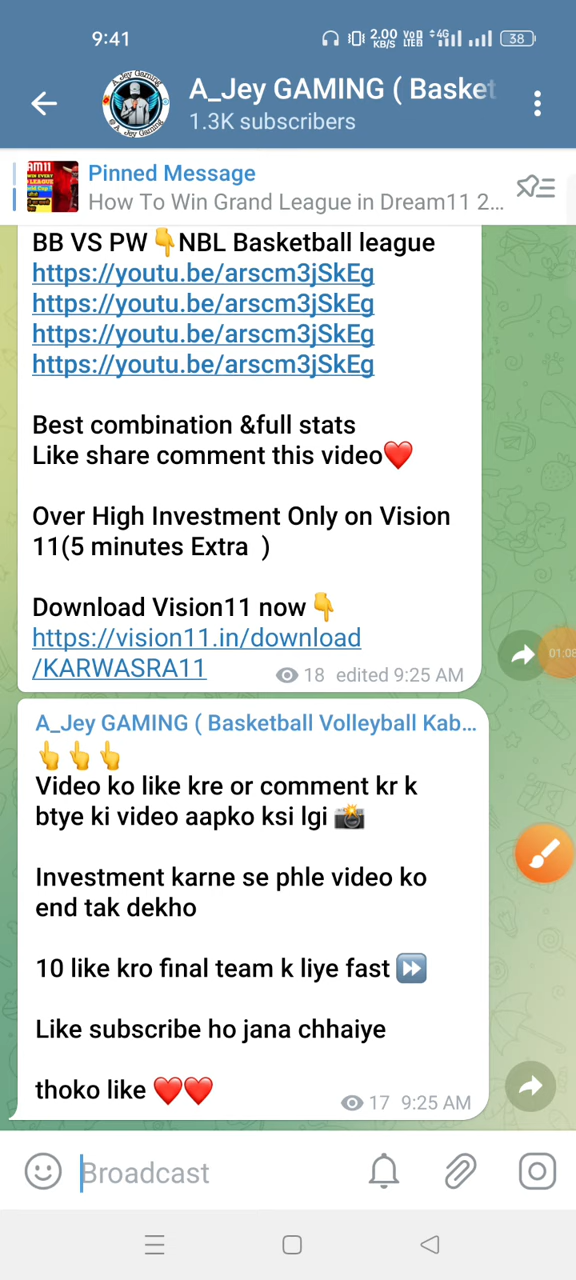 9:41
2.00 KB/S
4G
38
A_Jey GAMING ( Basket
1.3K subscribers
Pinned Message
How To Win Grand League in Dream11 2...
BB VS PW👇NBL Basketball league
https://youtu.be/arscm3jSkEg
https://youtu.be/arscm3jSkEg
https://youtu.be/arscm3jSkEg
https://youtu.be/arscm3jSkEg
Best combination &full stats
Like share comment this video❤️
Over High Investment Only on Vision
11(5 minutes Extra  )
Download Vision11 now👇
https://vision11.in/download
/KARWASRA11
18 edited 9:25 AM
01:08
A_Jey GAMING ( Basketball Volleyball Kab...
👆👆👆
Video ko like kre or comment kr k
btye ki video aapko ksi lgi 📸
Investment karne se phle video ko
end tak dekho
10 like kro final team k liye fast ⏩
Like subscribe ho jana chhaiye
thoko like ❤️❤️
17 9:25 AM
Broadcast